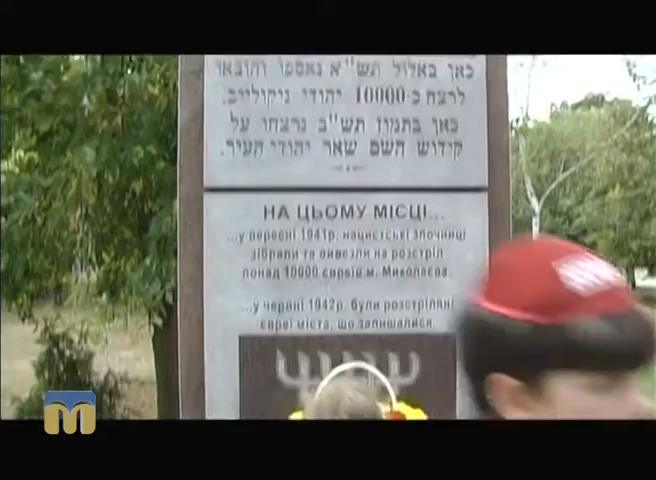 כאן באלול תש"א נאספו והובאו
לרצח כ-10000 יהודי ניקולייב.
כאן בתמוז תש"ב נרצחו על
קידוש השם שאר יהודי העיר.
НА ЦЬОМУ МІСЦІ...
...у вересні 1941р. нацистські злочинці
зібрали та вивезли на розстріл
понад 10000 євреїв м. Миколаєва.
...у червні 1942р. були розстріляні
євреї міста, що залишалися.